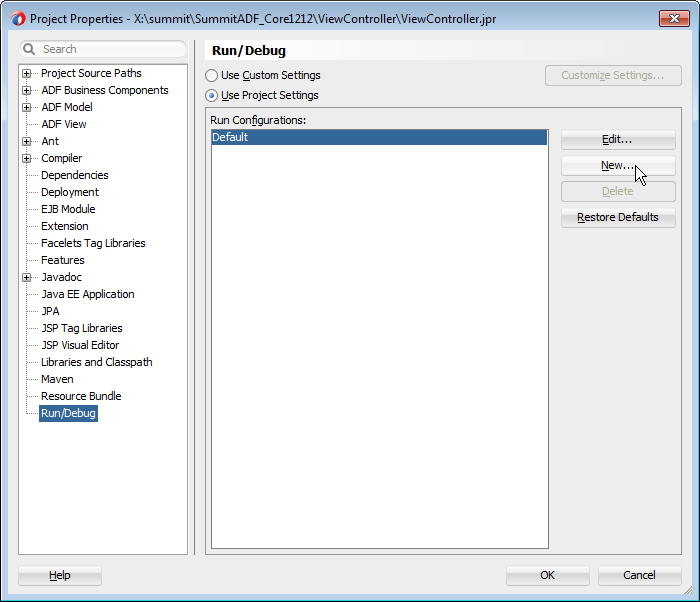 Project Properties - X:\summit\SummitADF_Core1212\ViewController\ViewController.jpr
Search
Project Source Paths
ADF Business Components
ADF Model
ADF View
Ant
Compiler
Dependencies
Deployment
EJB Module
Extension
Facelets Tag Libraries
Features
Javadoc
Java EE Application
JPA
JSP Tag Libraries
JSP Visual Editor
Libraries and Classpath
Maven
Resource Bundle
Run/Debug
Run/Debug
Use Custom Settings
Customize Settings...
Use Project Settings
Run Configurations:
Default
Edit...
New...
Delete
Restore Defaults
Help
OK
Cancel